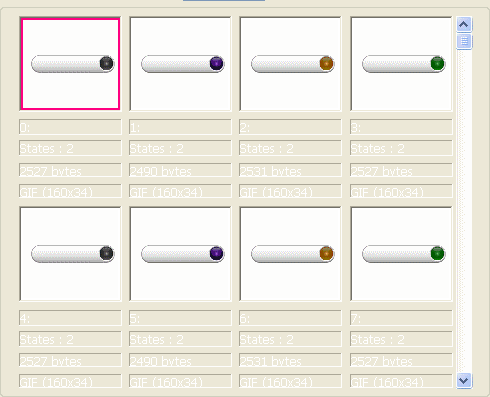 0: 1: 2: 3:
States : 2 States : 2 States : 2 States : 2
2527 bytes 2490 bytes 2531 bytes 2527 bytes
GIF (160x34) GIF (160x34) GIF (160x34) GIF (160x34)
4: 5: 6: 7:
States : 2 States : 2 States : 2 States : 2
2527 bytes 2490 bytes 2531 bytes 2527 bytes
GIF (160x34) GIF (160x34) GIF (160x34) GIF (160x34)